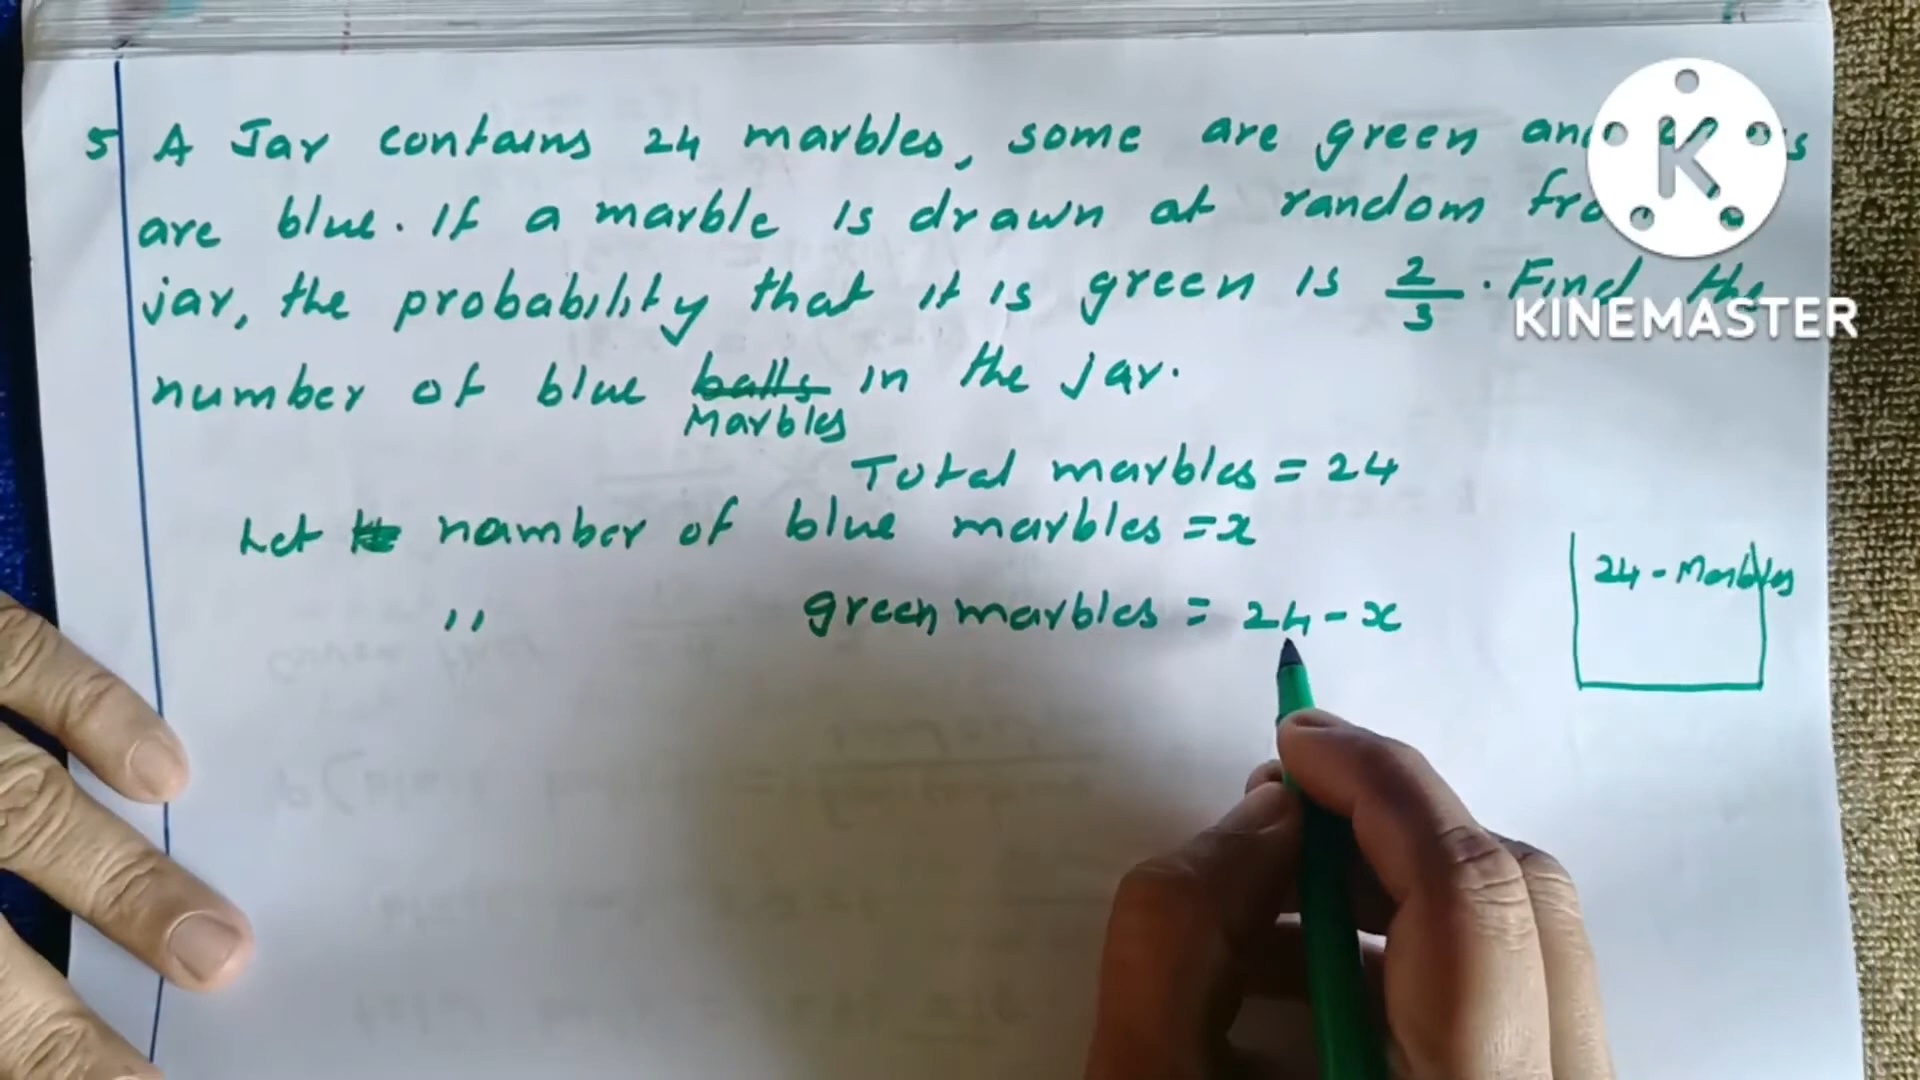 5 A Jar contains 24 marbles, some are green and
are blue. If a marble is drawn at random
jar, the probability that it is green is 2/3. Find the
number of blue balls in the jar.
Marbles
Total marbles = 24
Let number of blue marbles = x
" green marbles = 24 - x
24 - Marbles
K
KINEMASTER